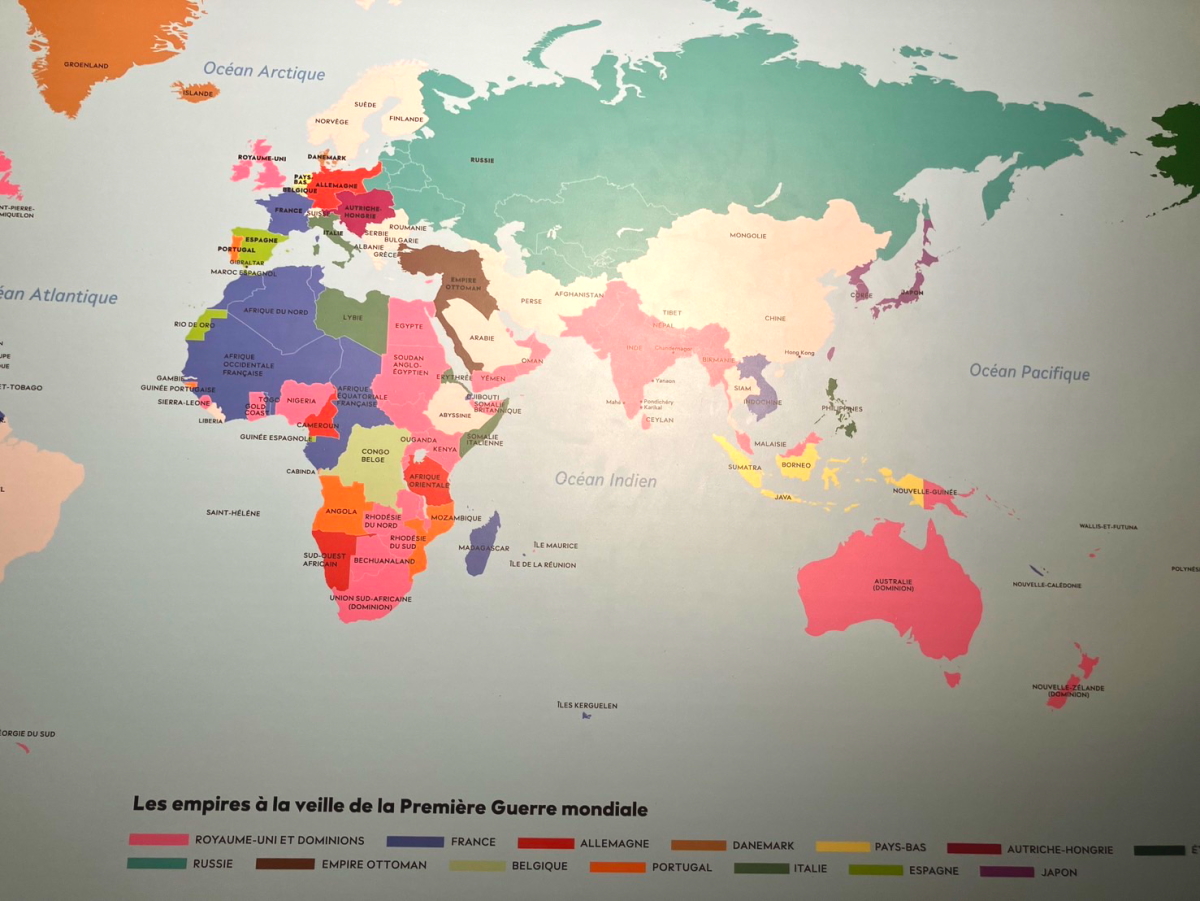 GROENLAND
Océan Arctique
ISLANDE
SUÈDE
NORVÈGE
FINLANDE
ROYAUME-UNI
DANEMARK
RUSSIE
PAYS-
BAS
BELGIQUE
ALLEMAGNE
NT-PIERRE-
MIQUELON
FRANCE
SUISSE
AUTRICHE-
HONGRIE
ITALIE
ROUMANIE
SERBIE
BULGARIE
ALBANIE
GRÈCE
ESPAGNE
PORTUGAL
GIBRALTAR
MAROC ESPAGNOL
MONGOLIE
EMPIRE
OTTOMAN
PERSE
AFGHANISTAN
CORÉE
JAPON
éan Atlantique
AFRIQUE DU NORD
LYBIE
EGYPTE
ARABIE
TIBET
NÉPAL
CHINE
RIO DE ORO
INDE
Chandernagor
BIRMANIE
Hong Kong
AFRIQUE
OCCIDENTALE
FRANÇAISE
SOUDAN
ANGLO-
ÉGYPTIEN
OMAN
Océan Pacifique
ERYTHRÉE
YÉMEN
Yanaon
SIAM
INDOCHINE
GAMBIE
GUINÉE PORTUGAISE
SIERRA-LEONE
LIBERIA
TOGO
GOLD
COAST
NIGERIA
AFRIQUE
ÉQUATORIALE
FRANÇAISE
DJIBOUTI
SOMALIE
BRITANNIQUE
ABYSSINIE
Mahé
Pondichéry
Karikal
CEYLAN
PHILIPPINES
ET-TOBAGO
CAMEROUN
GUINÉE ESPAGNOLE
OUGANDA
KENYA
SOMALIE
ITALIENNE
CONGO
BELGE
MALAISIE
SUMATRA
BORNEO
JAVA
NOUVELLE-GUINÉE
CABINDA
AFRIQUE
ORIENTALE
Océan Indien
SAINT-HÉLÈNE
ANGOLA
RHODÉSIE
DU NORD
MOZAMBIQUE
RHODÉSIE
DU SUD
MADAGASCAR
ÎLE MAURICE
ÎLE DE LA RÉUNION
SUD-OUEST
AFRICAIN
BECHUANALAND
UNION SUD-AFRICAINE
(DOMINION)
AUSTRALIE
(DOMINION)
WALLIS-ET-FUTUNA
POLYNÉS
NOUVELLE-CALÉDONIE
NOUVELLE-ZÉLANDE
(DOMINION)
ÎLES KERGUELEN
ÉORGIE DU SUD
Les empires à la veille de la Première Guerre mondiale
ROYAUME-UNI ET DOMINIONS FRANCE ALLEMAGNE DANEMARK PAYS-BAS AUTRICHE-HONGRIE
RUSSIE EMPIRE OTTOMAN BELGIQUE PORTUGAL ITALIE ESPAGNE JAPON